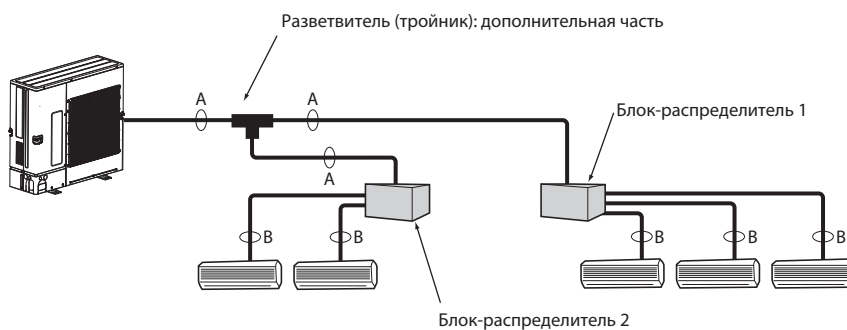 Разветвитель (тройник): дополнительная часть
A
A
Блок-распределитель 1
A
B
B
B
B
B
Блок-распределитель 2